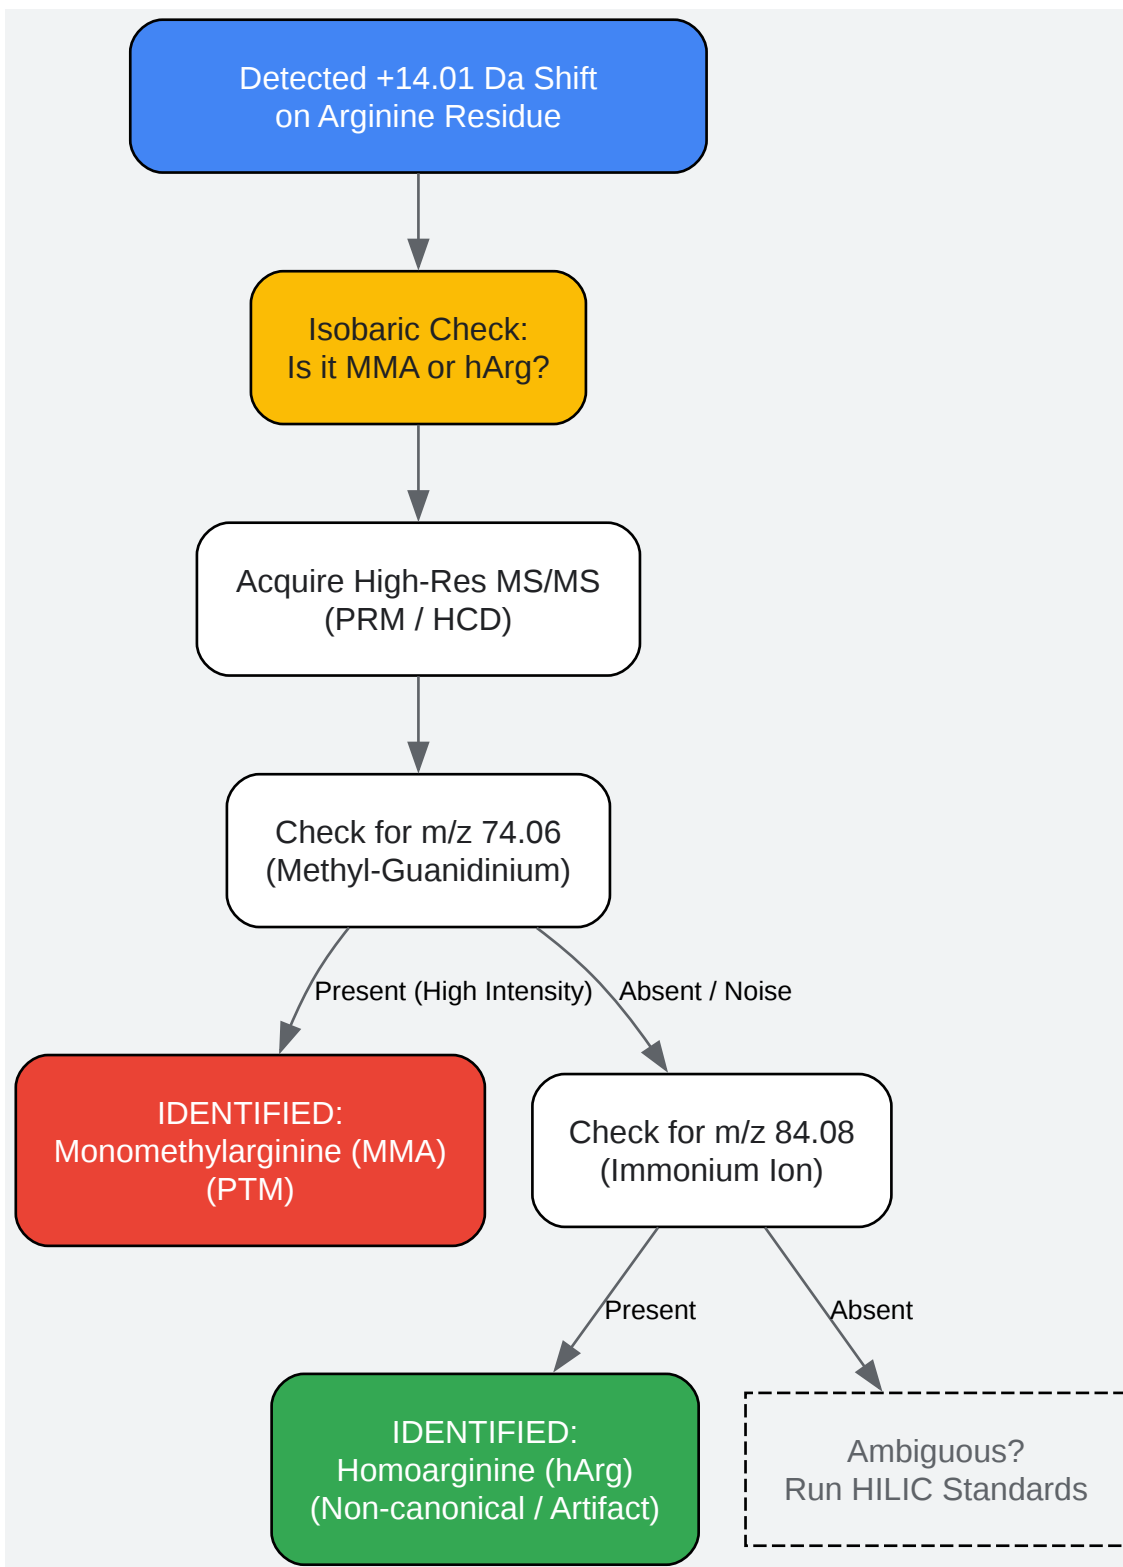 Detected +14.01 Da Shift
on Arginine Residue
Isobaric Check:
Is it MMA or hArg?
Acquire High-Res MS/MS
(PRM / HCD)
Check for m/z 74.06
(Methyl-Guanidinium)
Present (High Intensity)
Absent / Noise
IDENTIFIED:
Monomethylarginine (MMA)
(PTM)
Check for m/z 84.08
(Immonium Ion)
Present
Absent
IDENTIFIED:
Homoarginine (hArg)
(Non-canonical / Artifact)
Ambiguous?
Run HILIC Standards